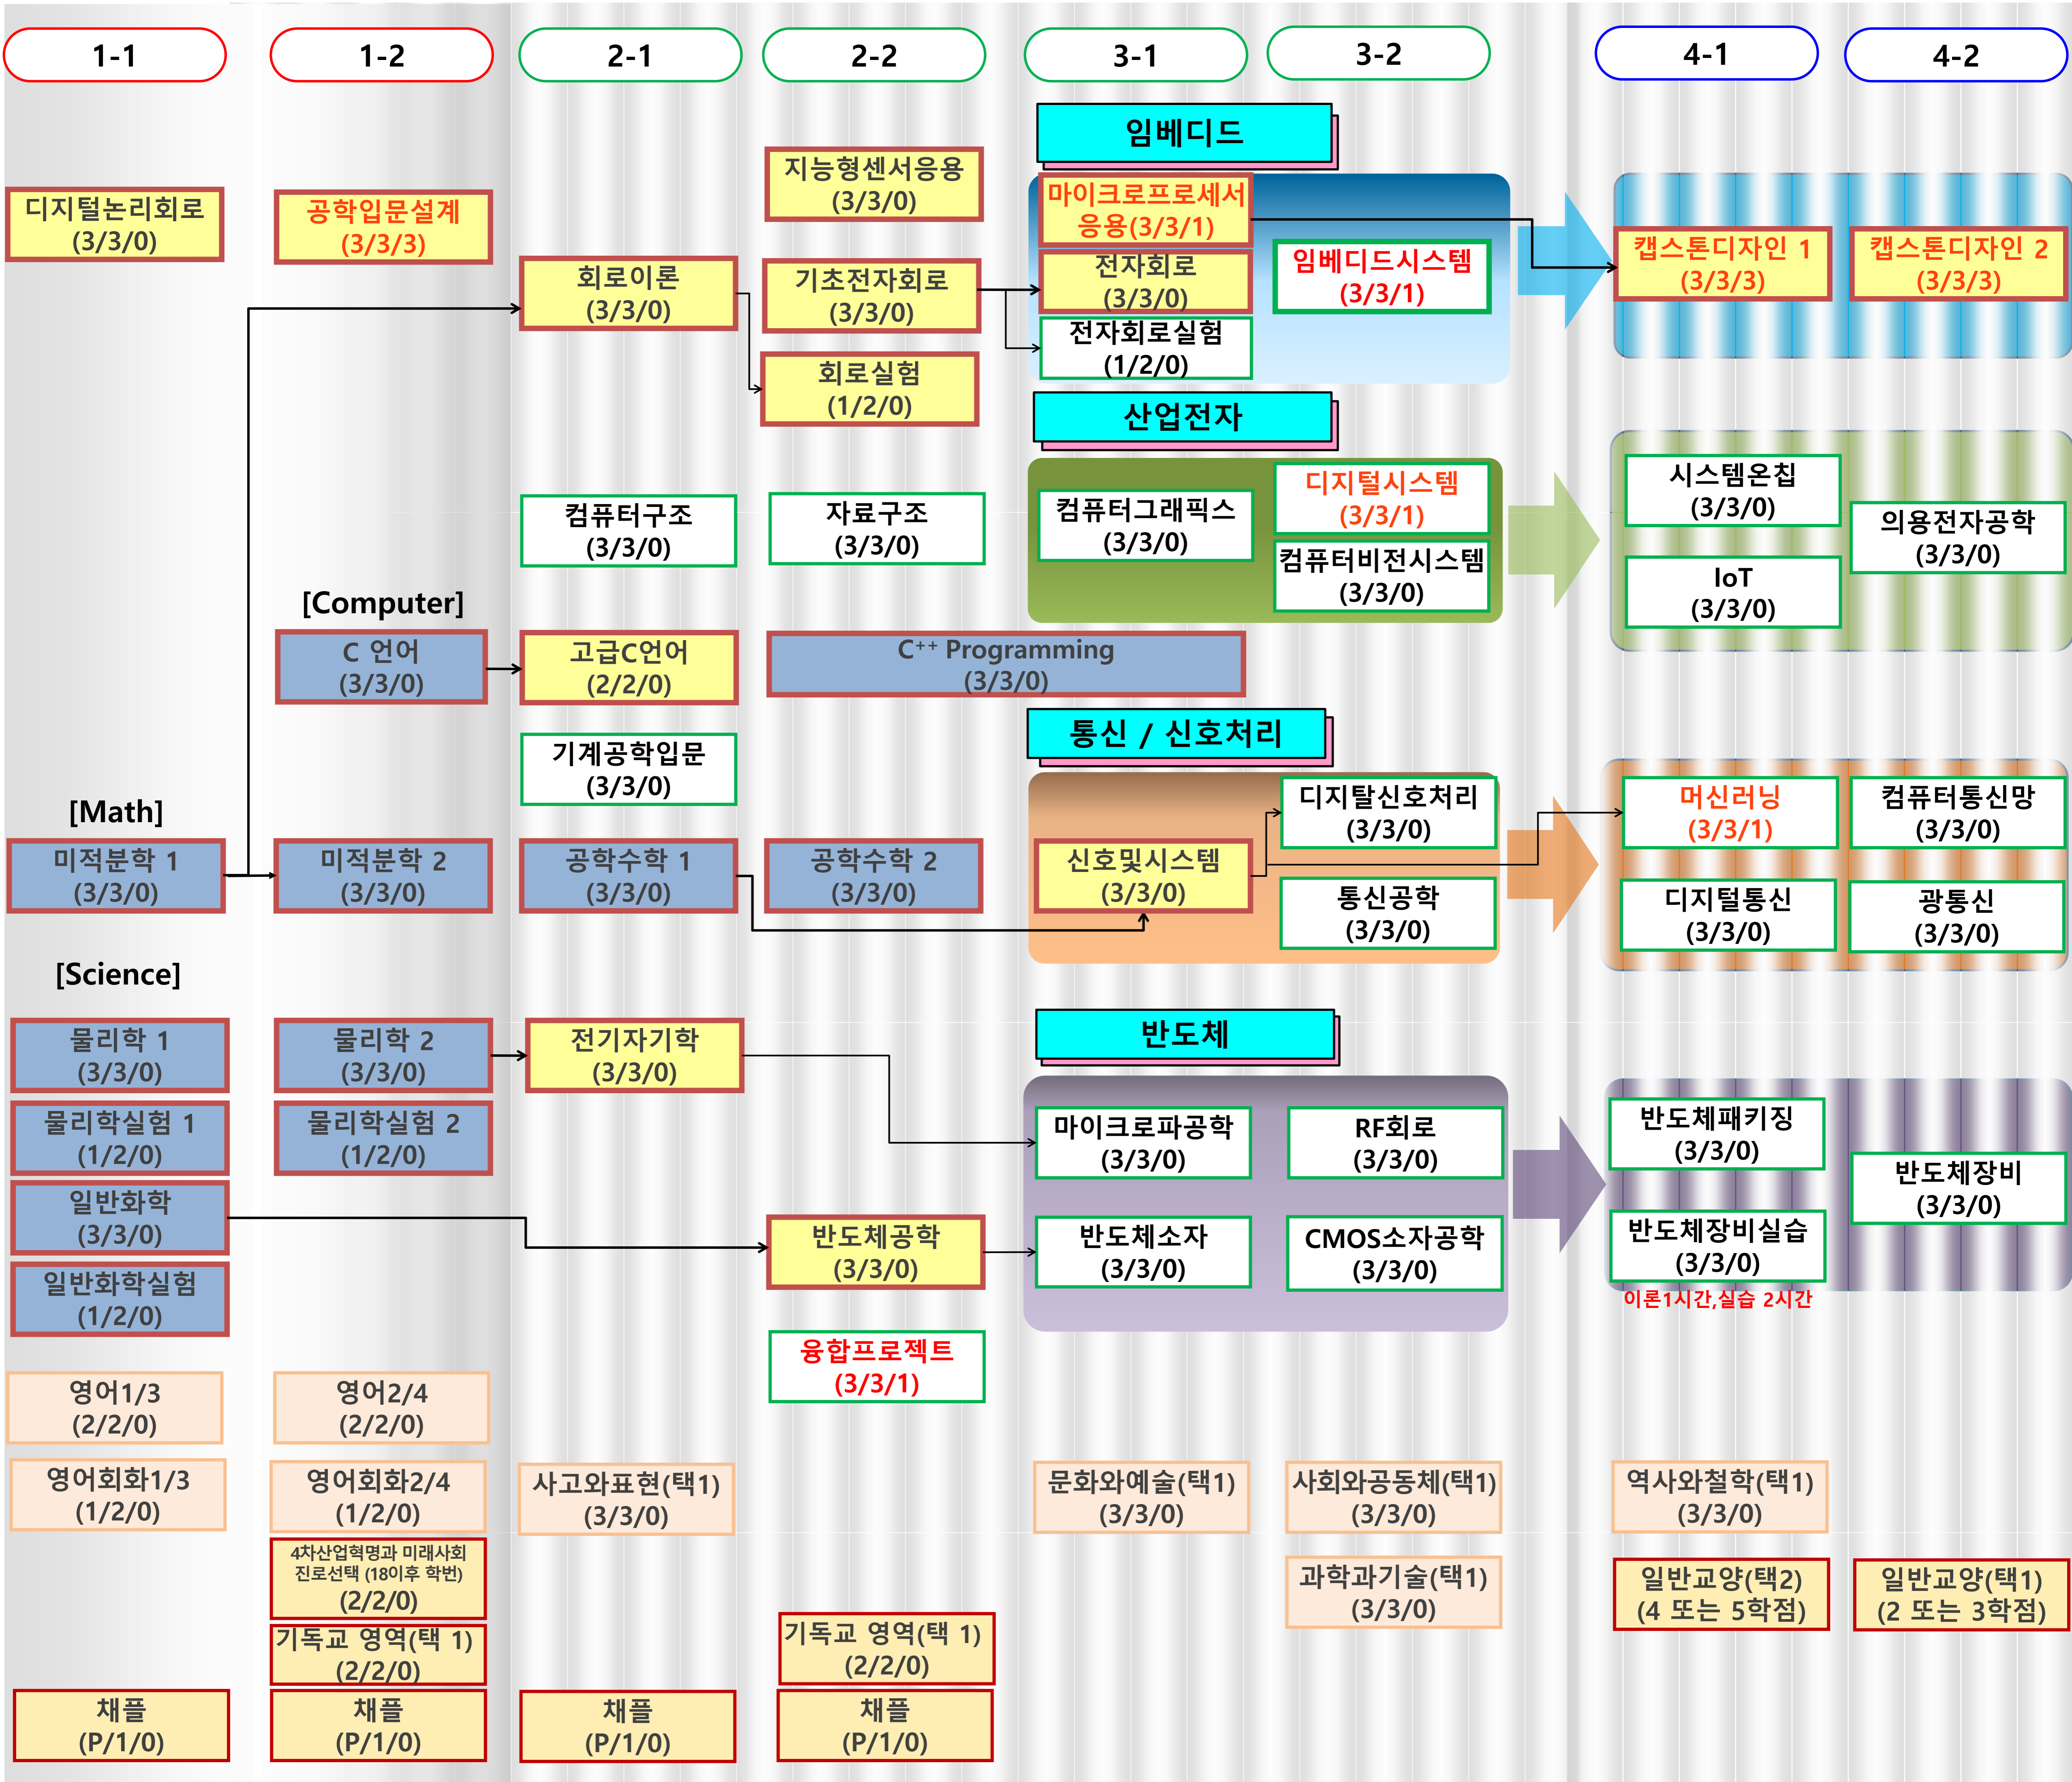 1-1
1-2
2-1
2-2
3-1
3-2
4-1
4-2
임베디드
디지털논리회로
(3/3/0)
공학입문설계
(3/3/3)
회로이론
(3/3/0)
지능형센서응용
(3/3/0)
기초전자회로
(3/3/0)
회로실험
(1/2/0)
마이크로프로세서
응용(3/3/1)
전자회로
(3/3/0)
전자회로실험
(1/2/0)
임베디드시스템
(3/3/1)
캡스톤디자인 1
(3/3/3)
캡스톤디자인 2
(3/3/3)
산업전자
컴퓨터구조
(3/3/0)
자료구조
(3/3/0)
컴퓨터그래픽스
(3/3/0)
디지털시스템
(3/3/1)
컴퓨터비전시스템
(3/3/0)
시스템온칩
(3/3/0)
IoT
(3/3/0)
의용전자공학
(3/3/0)
[Computer]
C 언어
(3/3/0)
고급C언어
(2/2/0)
C++ Programming
(3/3/0)
기계공학입문
(3/3/0)
통신 / 신호처리
[Math]
미적분학 1
(3/3/0)
미적분학 2
(3/3/0)
공학수학 1
(3/3/0)
공학수학 2
(3/3/0)
신호및시스템
(3/3/0)
디지탈신호처리
(3/3/0)
통신공학
(3/3/0)
머신러닝
(3/3/1)
디지털통신
(3/3/0)
컴퓨터통신망
(3/3/0)
광통신
(3/3/0)
[Science]
반도체
물리학 1
(3/3/0)
물리학 2
(3/3/0)
전기자기학
(3/3/0)
물리학실험 1
(1/2/0)
물리학실험 2
(1/2/0)
일반화학
(3/3/0)
일반화학실험
(1/2/0)
반도체공학
(3/3/0)
마이크로파공학
(3/3/0)
RF회로
(3/3/0)
반도체소자
(3/3/0)
CMOS소자공학
(3/3/0)
반도체패키징
(3/3/0)
반도체장비실습
(3/3/0)
이론1시간,실습 2시간
반도체장비
(3/3/0)
융합프로젝트
(3/3/1)
영어1/3
(2/2/0)
영어2/4
(2/2/0)
영어회화1/3
(1/2/0)
영어회화2/4
(1/2/0)
사고와표현(택1)
(3/3/0)
문화와예술(택1)
(3/3/0)
사회와공동체(택1)
(3/3/0)
역사와철학(택1)
(3/3/0)
4차산업혁명과 미래사회
진로선택 (18이후 학번)
(2/2/0)
과학과기술(택1)
(3/3/0)
일반교양(택2)
(4 또는 5학점)
일반교양(택1)
(2 또는 3학점)
기독교 영역(택 1)
(2/2/0)
기독교 영역(택 1)
(2/2/0)
채플
(P/1/0)
채플
(P/1/0)
채플
(P/1/0)
채플
(P/1/0)